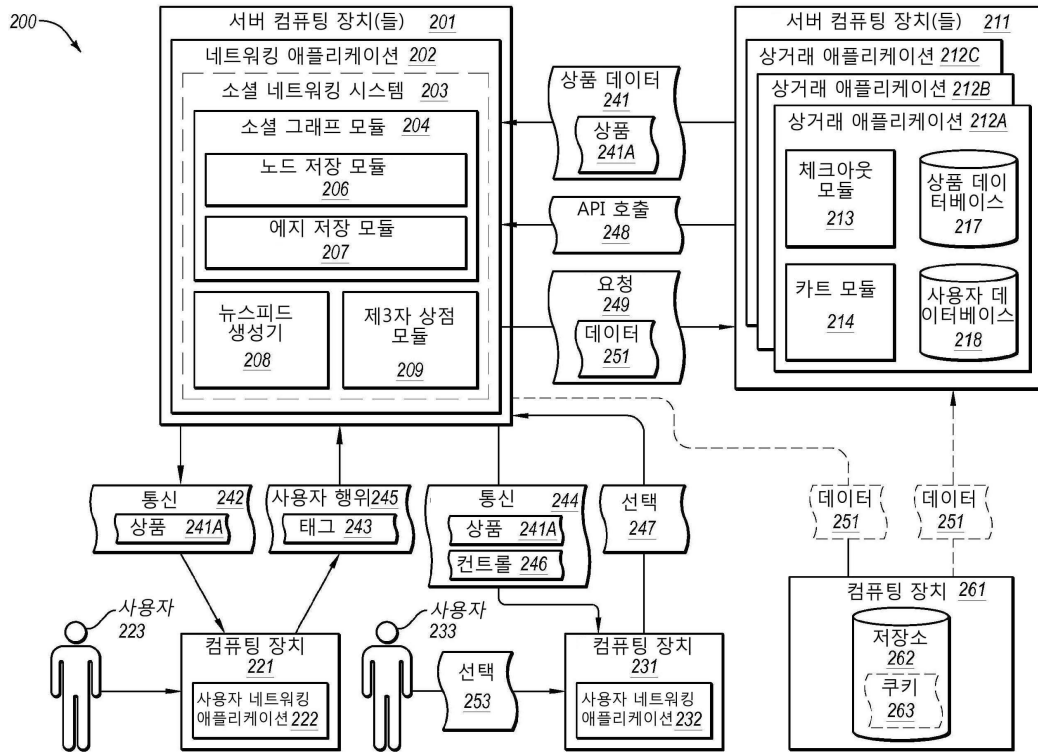 200
서버 컴퓨팅 장치(들) 201
네트워킹 애플리케이션 202
소셜 네트워킹 시스템 203
소셜 그래프 모듈 204
노드 저장 모듈
206
에지 저장 모듈
207
뉴스피드
생성기
208
제3자 상점
모듈
209
상품 데이터
241
상품
241A
API 호출
248
요청
249
데이터
251
서버 컴퓨팅 장치(들) 211
상거래 애플리케이션 212C
상거래 애플리케이션 212B
상거래 애플리케이션 212A
체크아웃
모듈
213
상품 데이
터베이스
217
카트 모듈
214
사용자 데
이터베이스
218
통신 242
상품 241A
사용자 행위 245
태그 243
통신 244
상품 241A
컨트롤 246
선택
247
데이터
251
데이터
251
사용자
223
컴퓨팅 장치
221
사용자 네트워킹
애플리케이션 222
사용자
233
선택
253
컴퓨팅 장치
231
사용자 네트워킹
애플리케이션 232
컴퓨팅 장치 261
저장소
262
쿠키
263